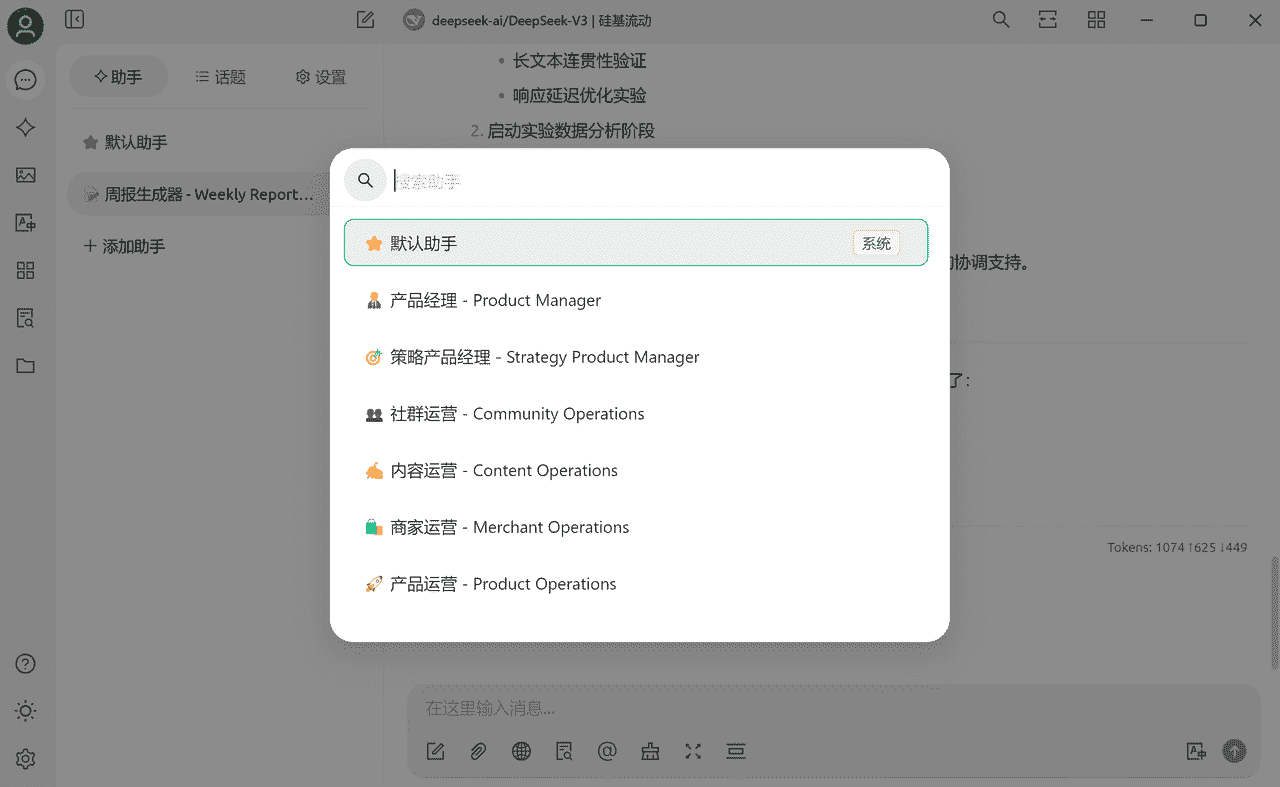 deepseek-ai/DeepSeek-V3 | 硅基流动
助手
话题
设置
默认助手
周报生成器 - Weekly Report...
添加助手
• 长文本连贯性验证
• 响应延迟优化实验
2. 启动实验数据分析阶段
搜索助手
默认助手
系统
产品经理 - Product Manager
策略产品经理 - Strategy Product Manager
社群运营 - Community Operations
内容运营 - Content Operations
商家运营 - Merchant Operations
产品运营 - Product Operations
协调支持。
了：
Tokens: 1074 ↑625 ↓449
在这里输入消息...